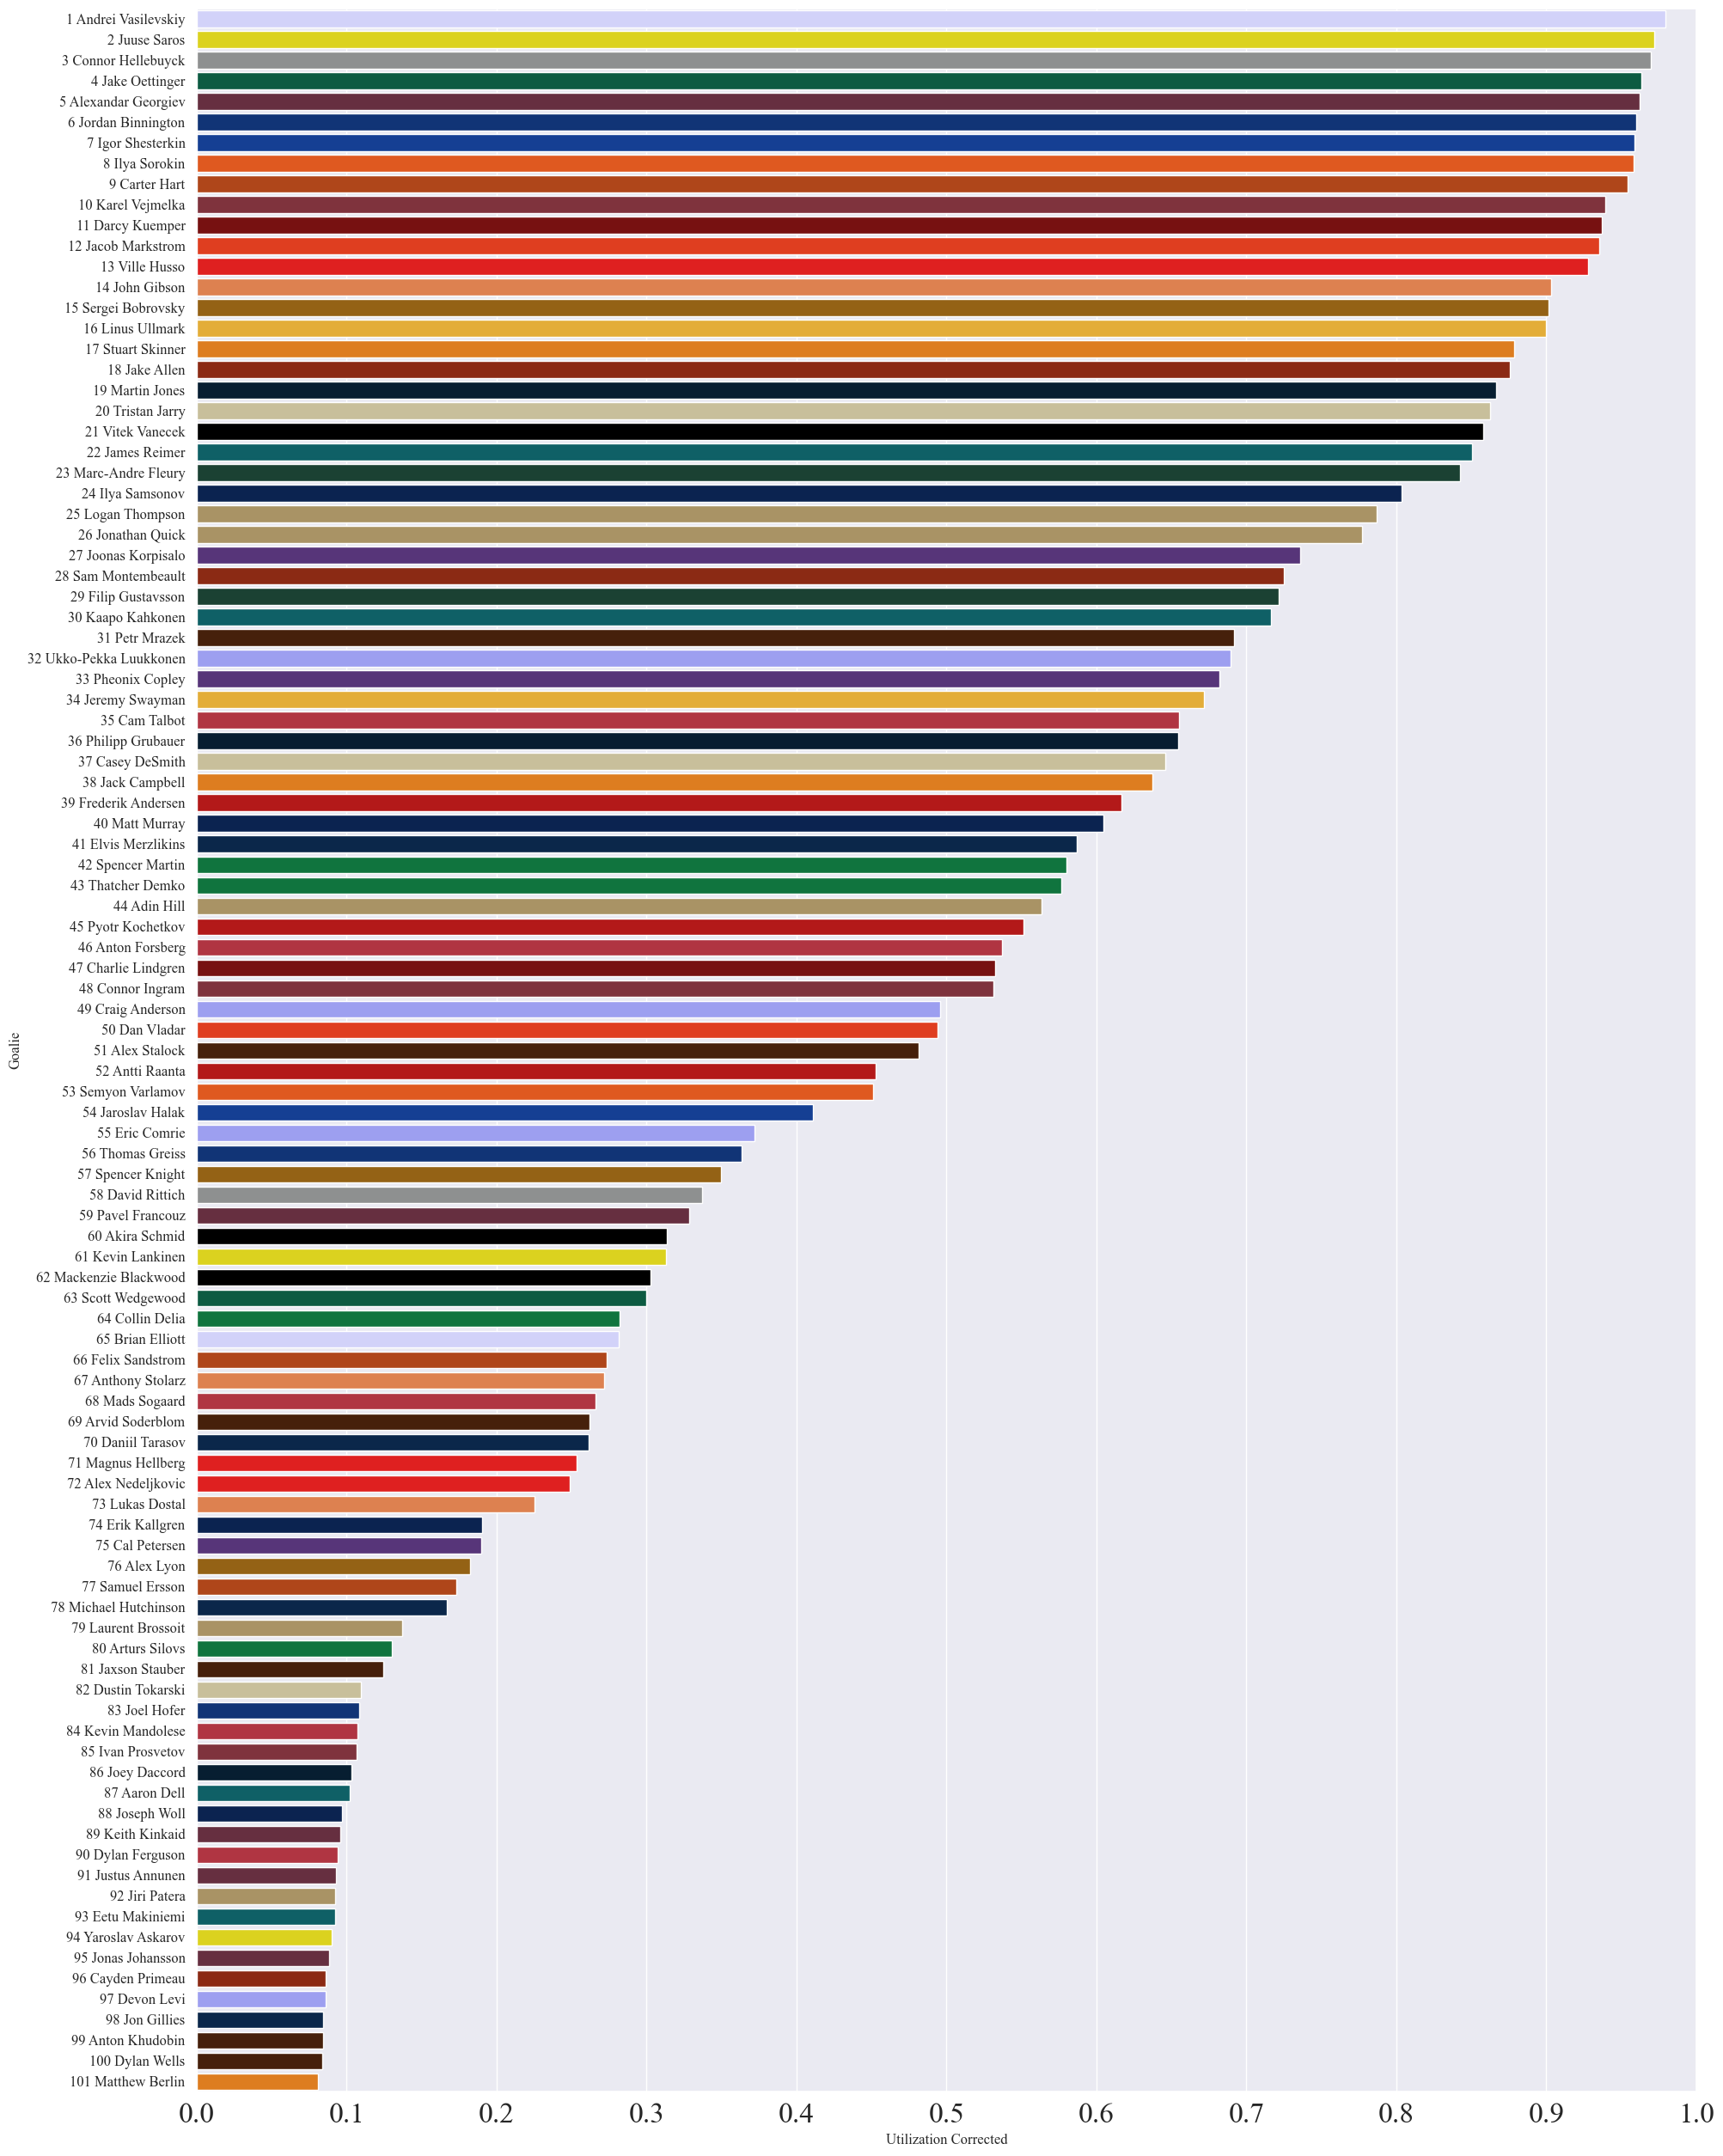 1 Andrei Vasilevskiy
2 Juuse Saros
3 Connor Hellebuyck
4 Jake Oettinger
5 Alexandar Georgiev
6 Jordan Binnington
7 Igor Shesterkin
8 Ilya Sorokin
9 Carter Hart
10 Karel Vejmelka
11 Darcy Kuemper
12 Jacob Markstrom
13 Ville Husso
14 John Gibson
15 Sergei Bobrovsky
16 Linus Ullmark
17 Stuart Skinner
18 Jake Allen
19 Martin Jones
20 Tristan Jarry
21 Vitek Vanecek
22 James Reimer
23 Marc-Andre Fleury
24 Ilya Samsonov
25 Logan Thompson
26 Jonathan Quick
27 Joonas Korpisalo
28 Sam Montembeault
29 Filip Gustavsson
30 Kaapo Kahkonen
31 Petr Mrazek
32 Ukko-Pekka Luukkonen
33 Pheonix Copley
34 Jeremy Swayman
35 Cam Talbot
36 Philipp Grubauer
37 Casey DeSmith
38 Jack Campbell
39 Frederik Andersen
40 Matt Murray
41 Elvis Merzlikins
42 Spencer Martin
43 Thatcher Demko
44 Adin Hill
45 Pyotr Kochetkov
46 Anton Forsberg
47 Charlie Lindgren
48 Connor Ingram
49 Craig Anderson
50 Dan Vladar
51 Alex Stalock
52 Antti Raanta
53 Semyon Varlamov
54 Jaroslav Halak
55 Eric Comrie
56 Thomas Greiss
57 Spencer Knight
58 David Rittich
59 Pavel Francouz
60 Akira Schmid
61 Kevin Lankinen
62 Mackenzie Blackwood
63 Scott Wedgewood
64 Collin Delia
65 Brian Elliott
66 Felix Sandstrom
67 Anthony Stolarz
68 Mads Sogaard
69 Arvid Soderblom
70 Daniil Tarasov
71 Magnus Hellberg
72 Alex Nedeljkovic
73 Lukas Dostal
74 Erik Kallgren
75 Cal Petersen
76 Alex Lyon
77 Samuel Ersson
78 Michael Hutchinson
79 Laurent Brossoit
80 Arturs Silovs
81 Jaxson Stauber
82 Dustin Tokarski
83 Joel Hofer
84 Kevin Mandolese
85 Ivan Prosvetov
86 Joey Daccord
87 Aaron Dell
88 Joseph Woll
89 Keith Kinkaid
90 Dylan Ferguson
91 Justus Annunen
92 Jiri Patera
93 Eetu Makiniemi
94 Yaroslav Askarov
95 Jonas Johansson
96 Cayden Primeau
97 Devon Levi
98 Jon Gillies
99 Anton Khudobin
100 Dylan Wells
101 Matthew Berlin
Goalie
0.0 0.1 0.2 0.3 0.4 0.5 0.6 0.7 0.8 0.9 1.0
Utilization Corrected